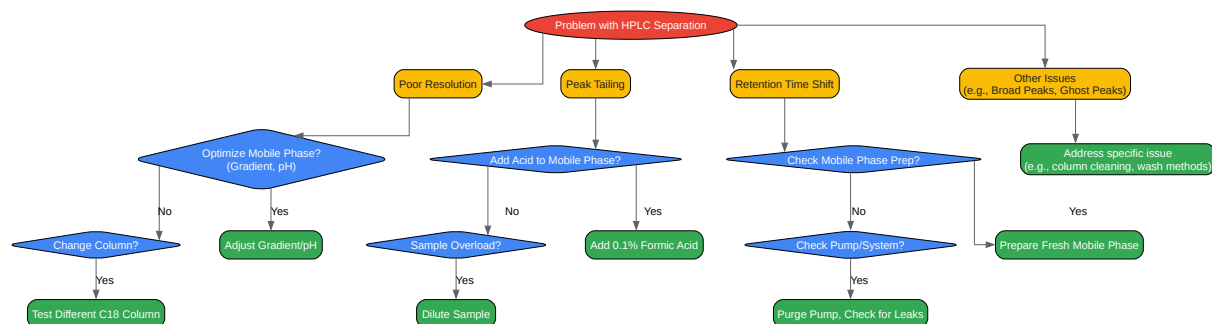 Problem with HPLC Separation
Poor Resolution
Peak Tailing
Retention Time Shift
Other Issues
(e.g., Broad Peaks, Ghost Peaks)
Optimize Mobile Phase?
(Gradient, pH)
Add Acid to Mobile Phase?
Check Mobile Phase Prep?
Address specific issue
(e.g., column cleaning, wash methods)
No
Yes
No
Yes
No
Yes
Change Column?
Adjust Gradient/pH
Sample Overload?
Add 0.1% Formic Acid
Check Pump/System?
Prepare Fresh Mobile Phase
Yes
Yes
Yes
Test Different C18 Column
Dilute Sample
Purge Pump, Check for Leaks